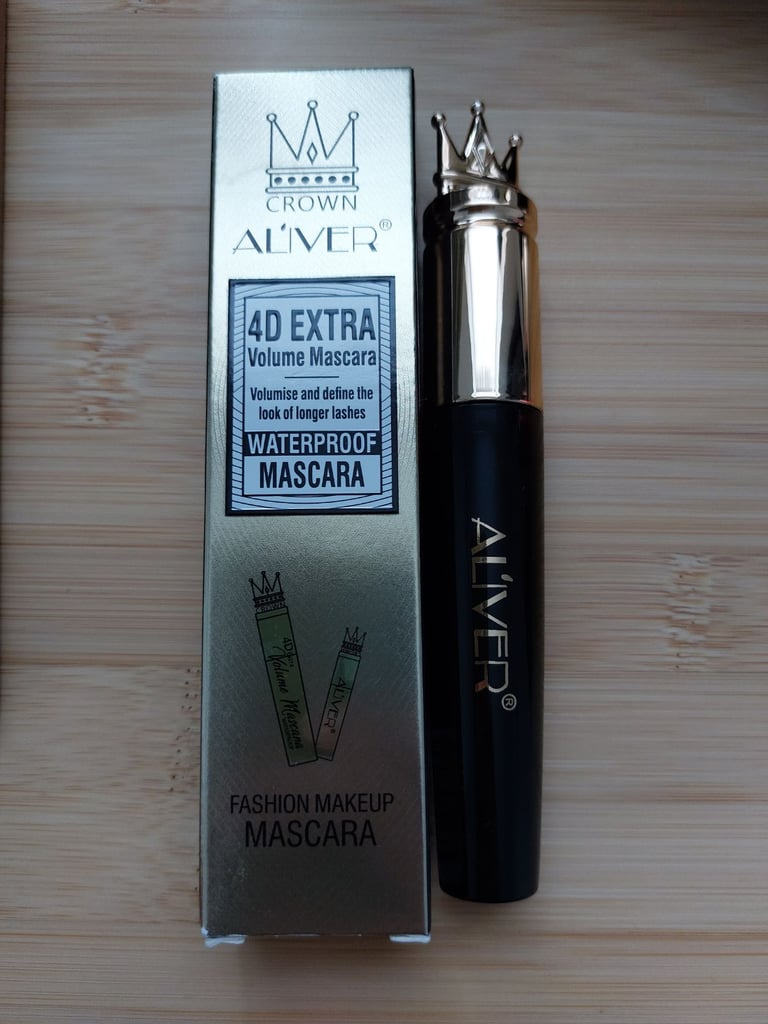 CROWN
AL'IVER®
4D EXTRA
Volume Mascara
Volumise and define the
look of longer lashes
WATERPROOF
MASCARA
CROWN
4D
Volume Mascara
AL'IVER®
FASHION MAKEUP
MASCARA
AL'IVER®